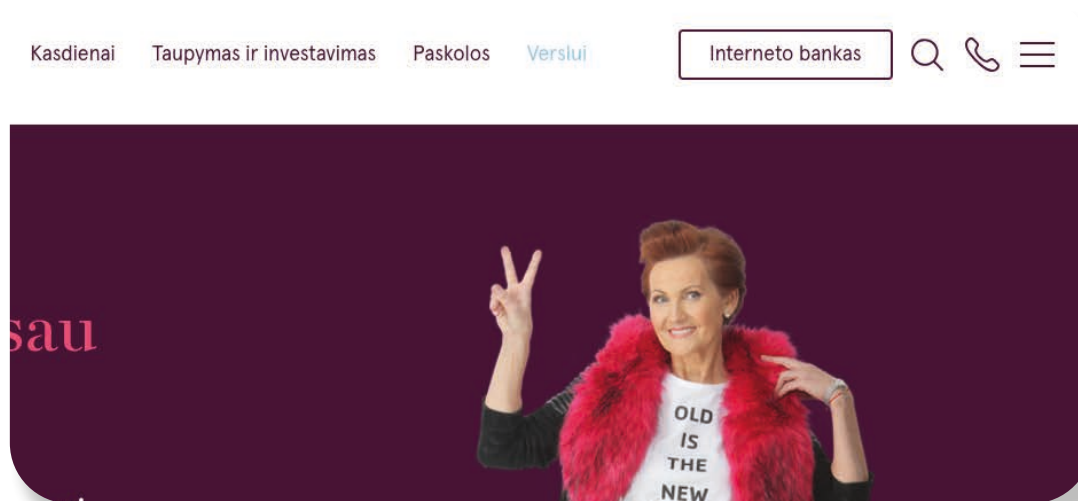 Kasdienai Taupymas ir investavimas Paskolos Verslui Interneto bankas
sau
OLD
IS
THE
NEW